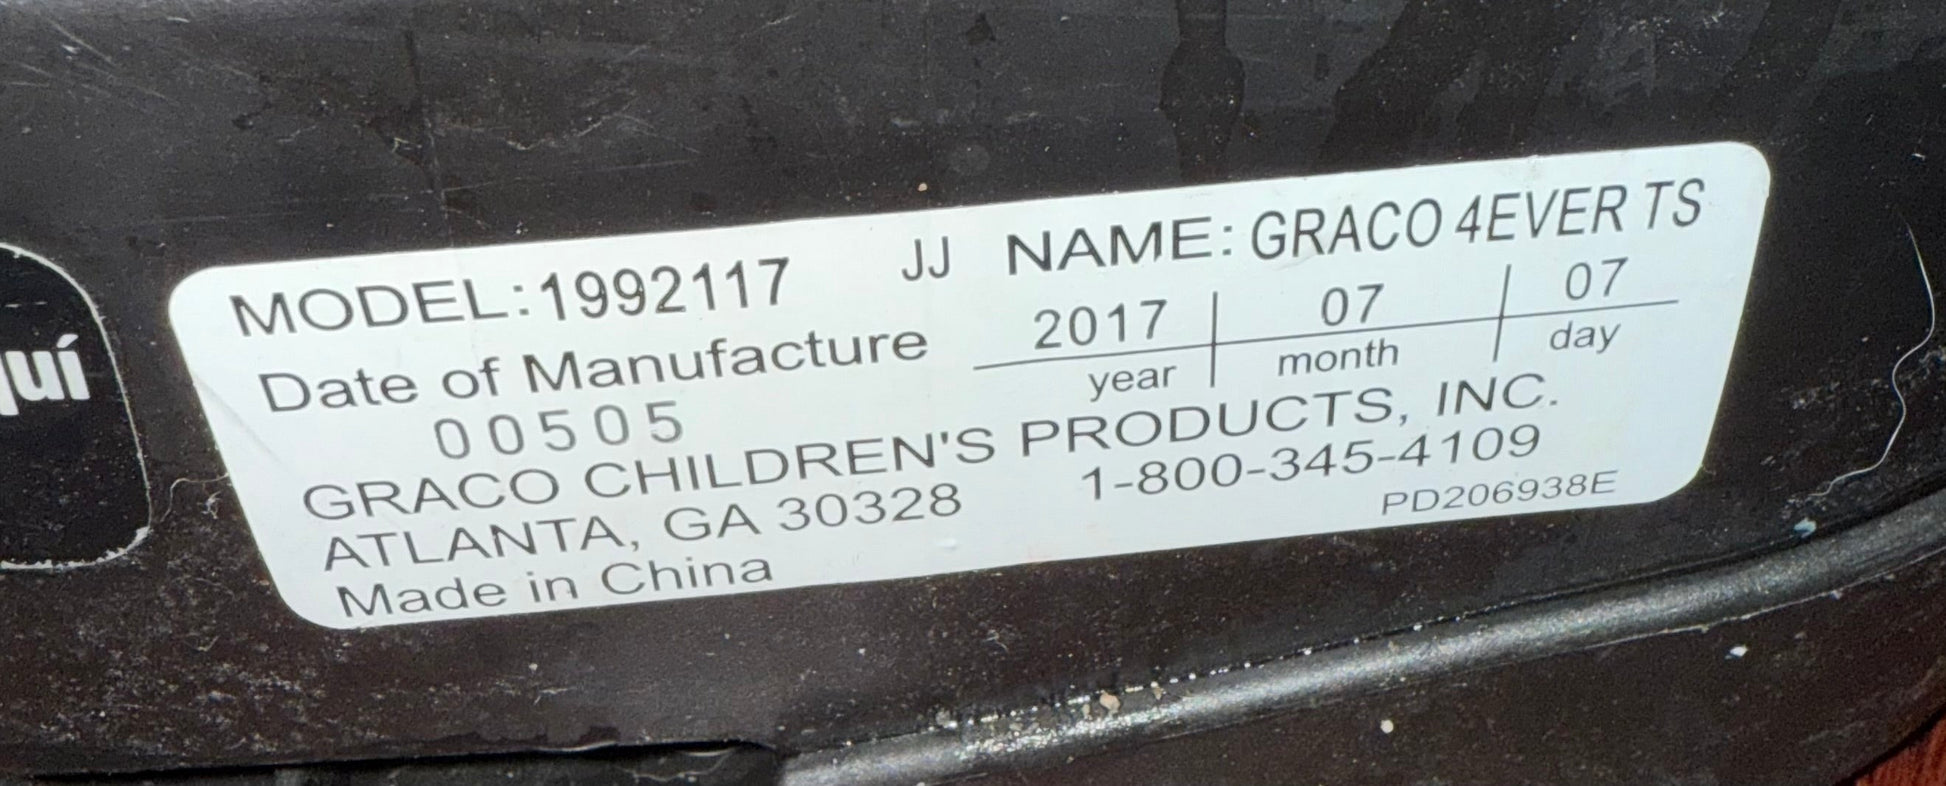 MODEL:1992117 JJ NAME: GRACO 4EVER TS
Date of Manufacture 2017 07 07
year month day
00505
GRACO CHILDREN'S PRODUCTS, INC.
ATLANTA, GA 30328 1-800-345-4109
Made in China PD206938E